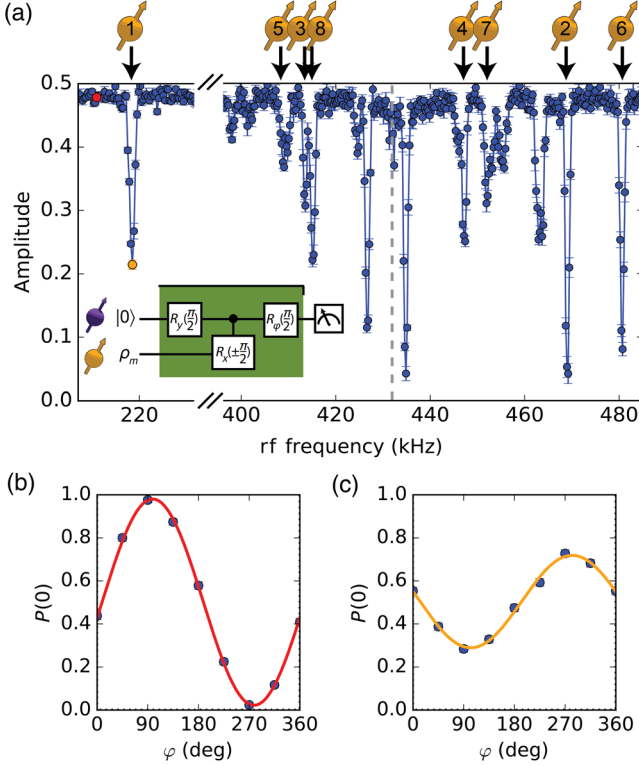 (a)
1 5 3 8 4 7 2 6
0.5
0.4
0.3
0.2
0.1
0.0
Amplitude
|0⟩ R_y(π/2) R_φ(π/2)
ρ_m R_x(±π/2)
220 400 420 440 460 480
rf frequency (kHz)
(b)
1.0
0.8
0.6
0.4
0.2
0.0
P(0)
0 90 180 270 360
φ (deg)
(c)
1.0
0.8
0.6
0.4
0.2
0.0
P(0)
0 90 180 270 360
φ (deg)